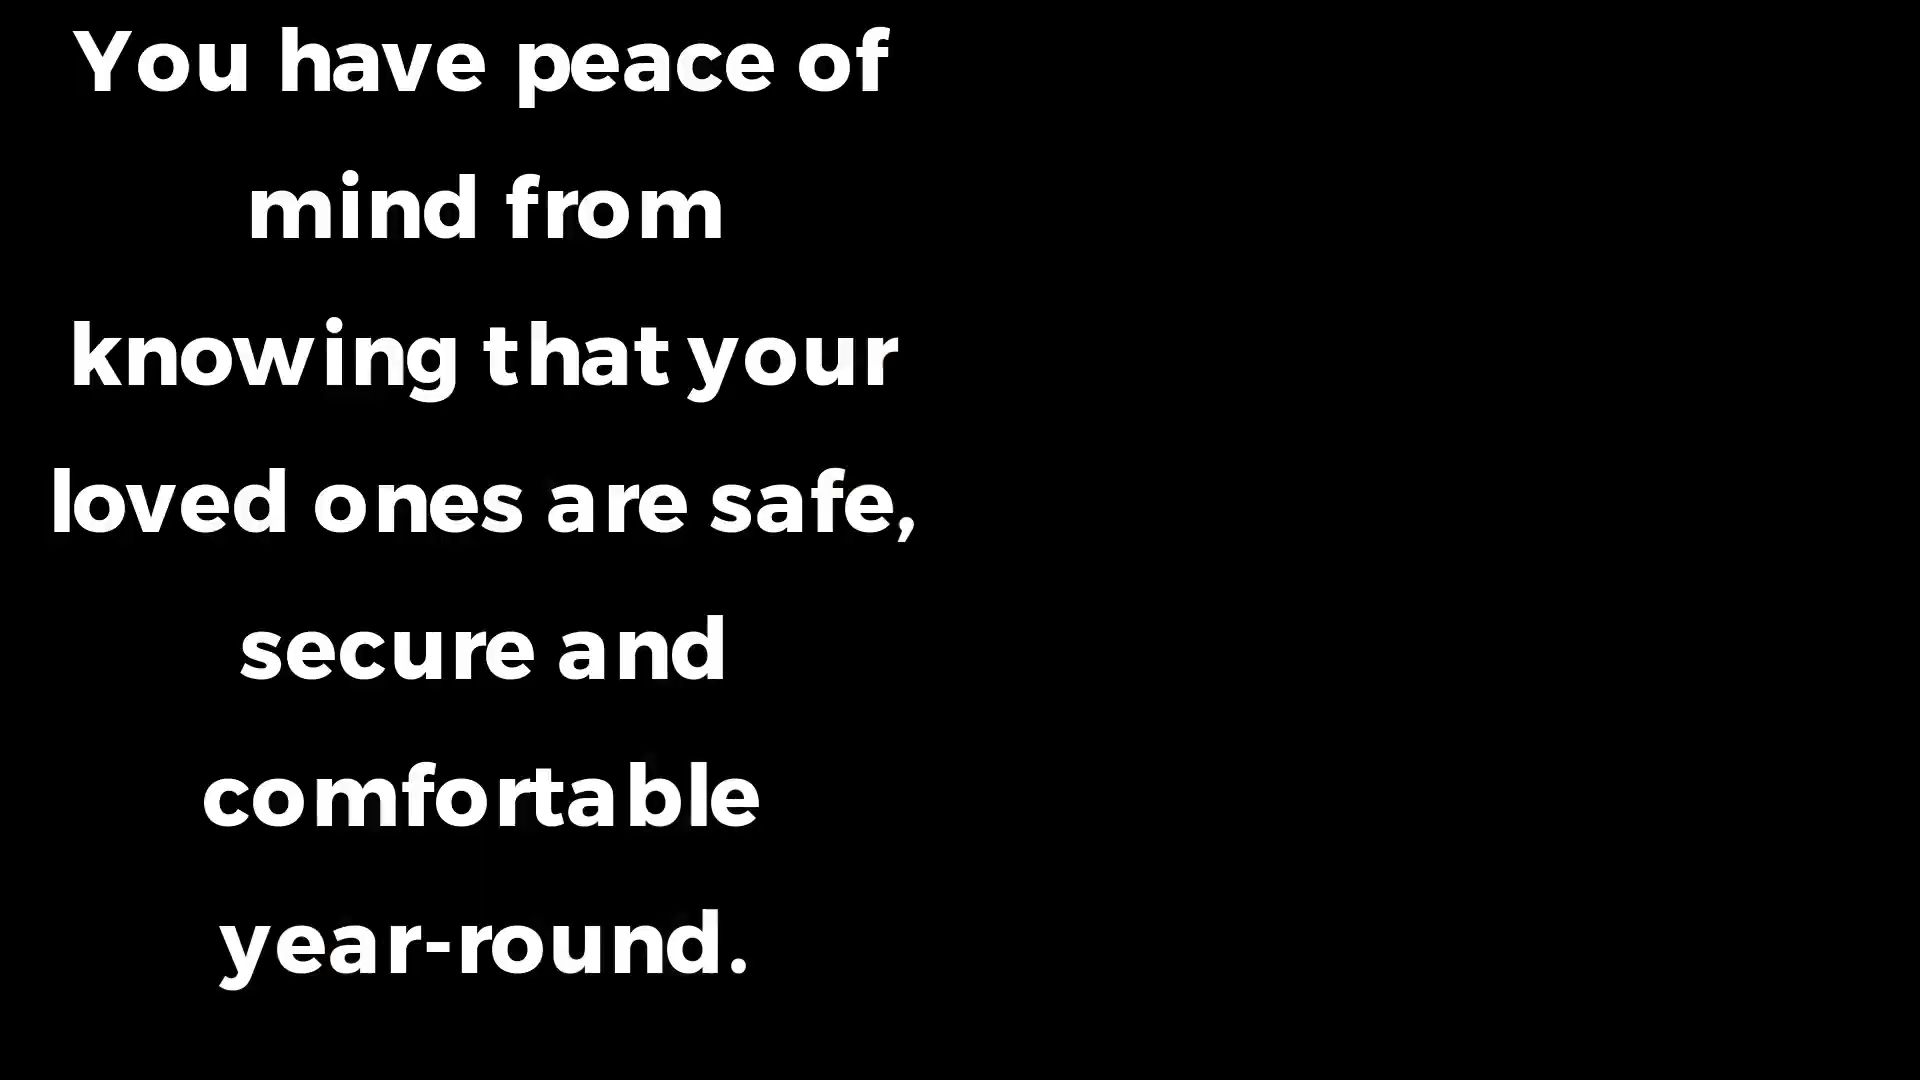 You have peace of
mind from
knowing that your
loved ones are safe,
secure and
comfortable
year-round.